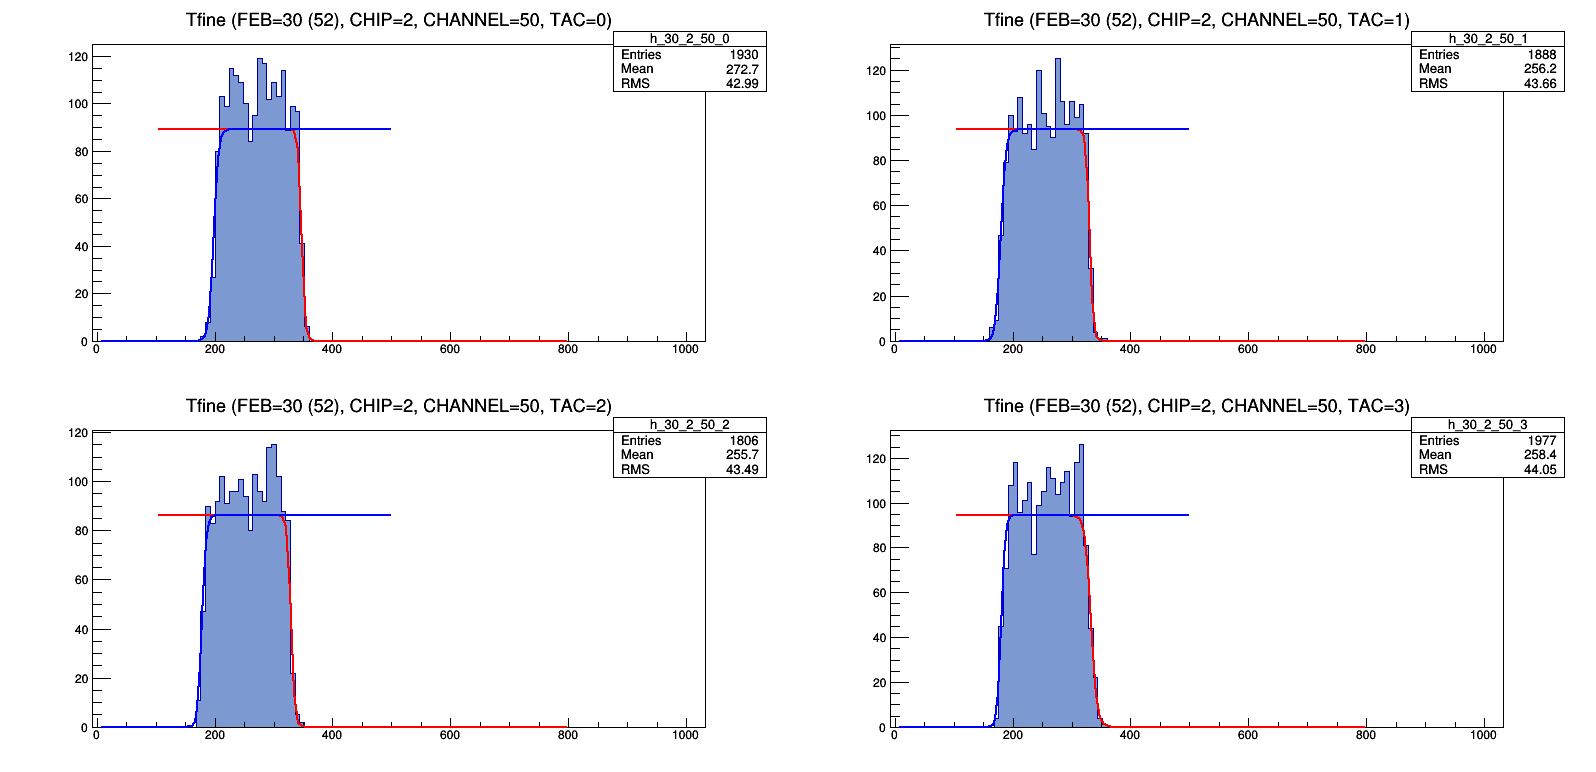 Tfine (FEB=30 (52), CHIP=2, CHANNEL=50, TAC=0)
h_30_2_50_0
Entries 1930
Mean 272.7
RMS 42.99
120
100
80
60
40
20
0
0 200 400 600 800 1000
Tfine (FEB=30 (52), CHIP=2, CHANNEL=50, TAC=1)
h_30_2_50_1
Entries 1888
Mean 256.2
RMS 43.66
120
100
80
60
40
20
0
0 200 400 600 800 1000
Tfine (FEB=30 (52), CHIP=2, CHANNEL=50, TAC=2)
h_30_2_50_2
Entries 1806
Mean 255.7
RMS 43.49
120
100
80
60
40
20
0
0 200 400 600 800 1000
Tfine (FEB=30 (52), CHIP=2, CHANNEL=50, TAC=3)
h_30_2_50_3
Entries 1977
Mean 258.4
RMS 44.05
120
100
80
60
40
20
0
0 200 400 600 800 1000